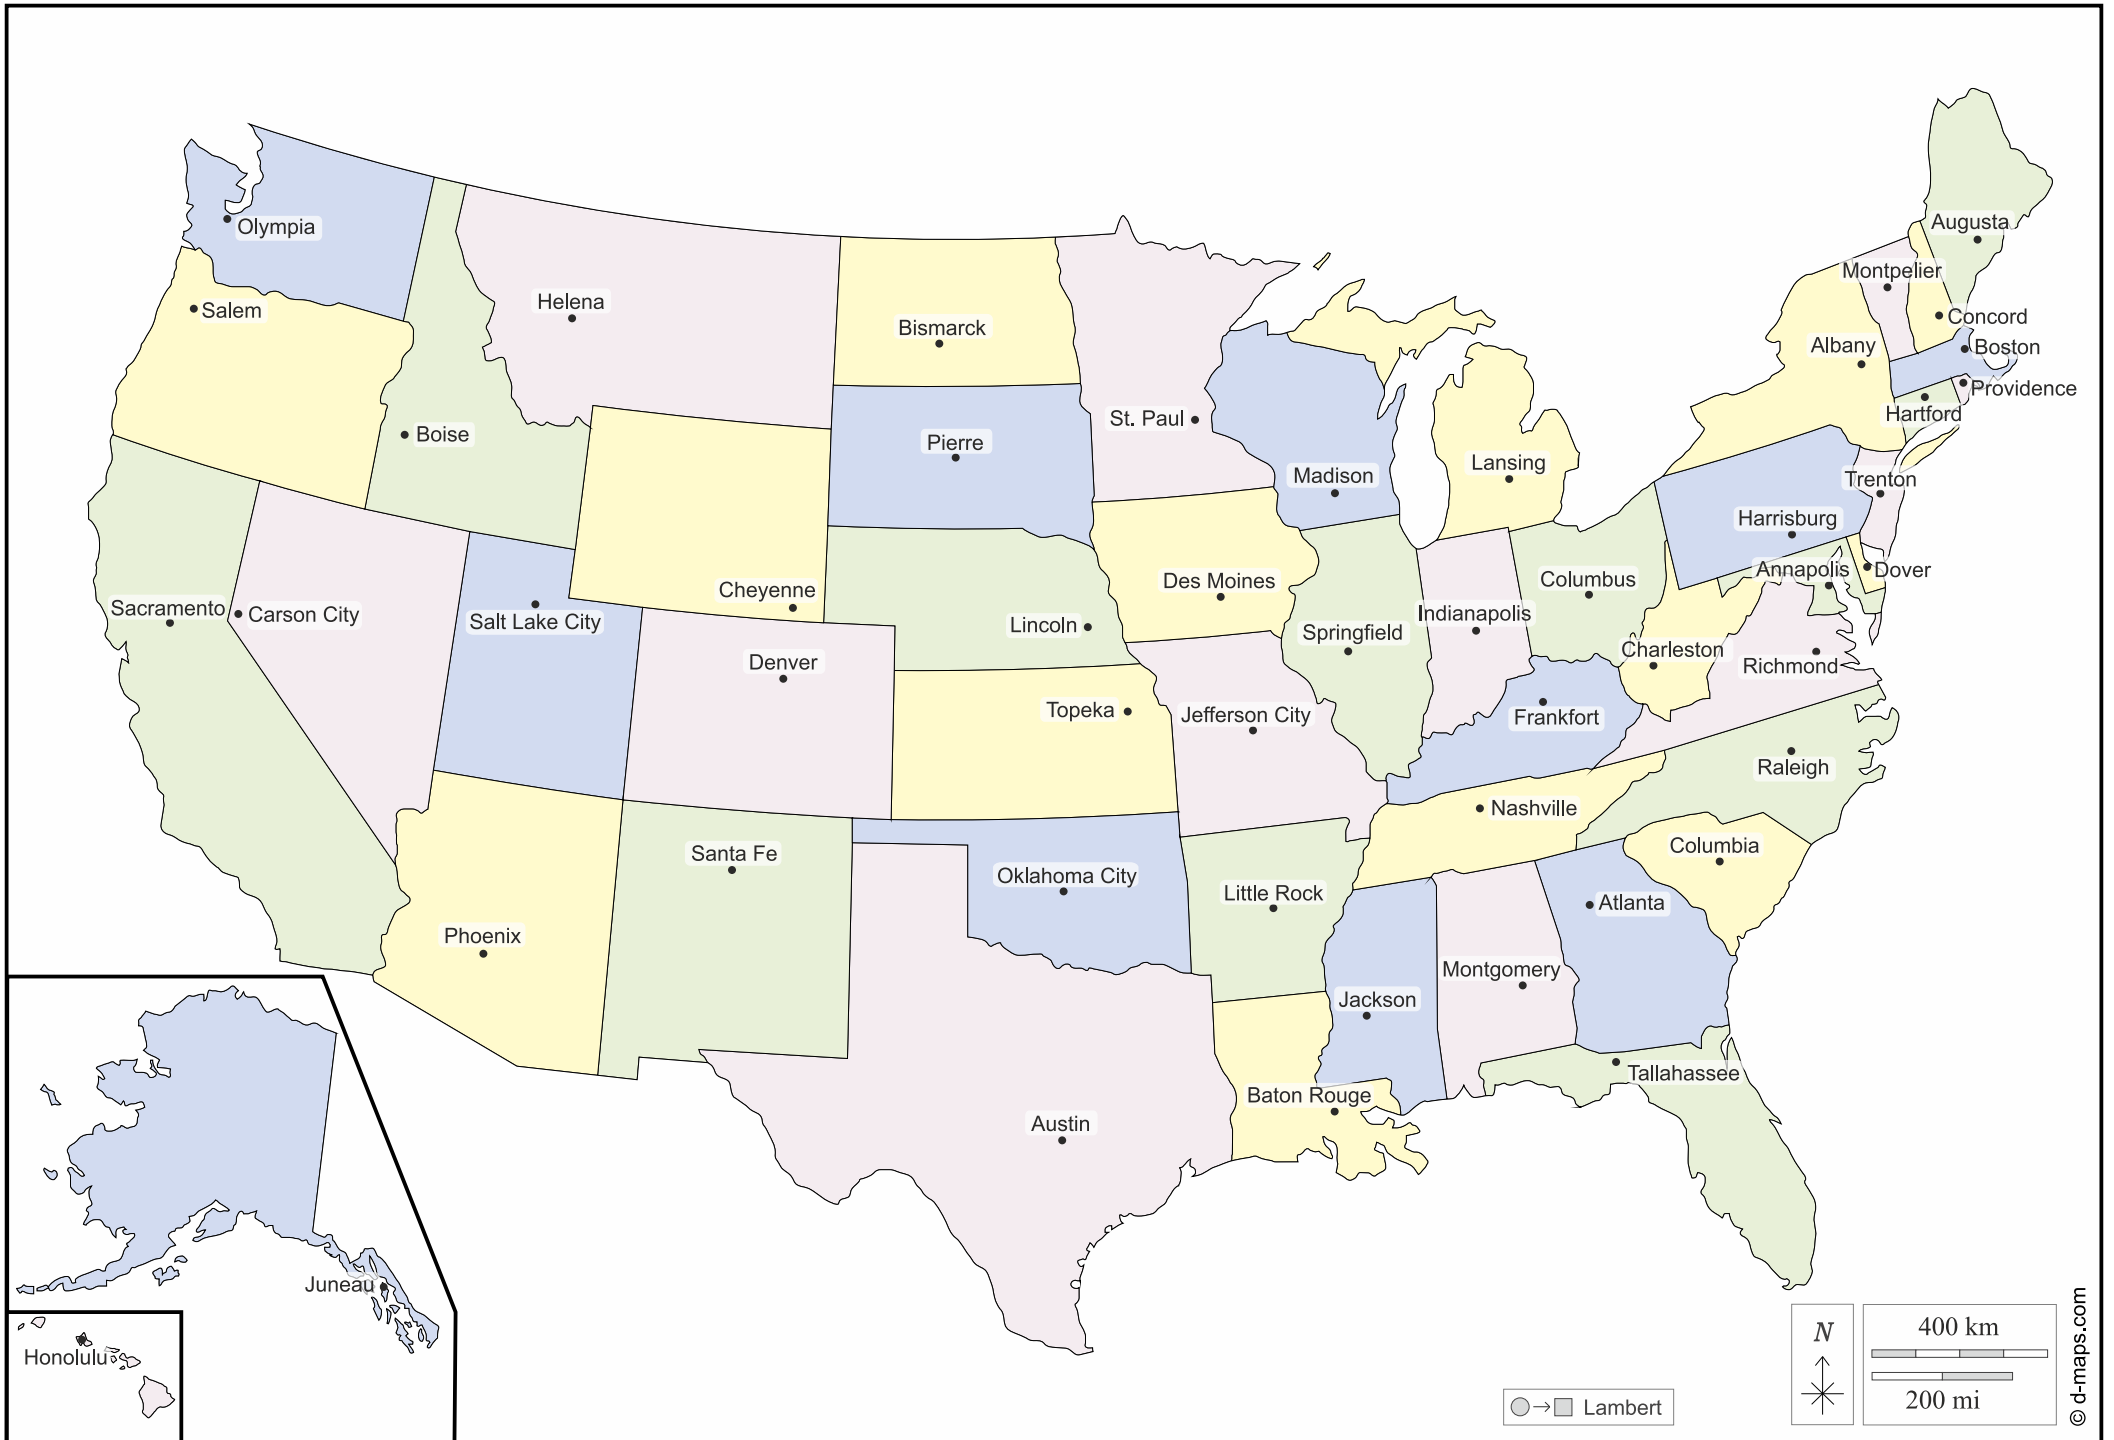 Olympia
Augusta
Montpelier
Salem
Helena
Concord
Bismarck
Albany
Boston
Providence
Hartford
St. Paul
Boise
Pierre
Lansing
Madison
Trenton
Harrisburg
Annapolis
Dover
Cheyenne
Des Moines
Columbus
Sacramento
Carson City
Salt Lake City
Lincoln
Indianapolis
Springfield
Charleston
Richmond
Denver
Topeka
Jefferson City
Frankfort
Raleigh
Nashville
Santa Fe
Columbia
Oklahoma City
Little Rock
Atlanta
Phoenix
Montgomery
Jackson
Tallahassee
Baton Rouge
Austin
Juneau
Honolulu
N
400 km
200 mi
Lambert
© d-maps.com